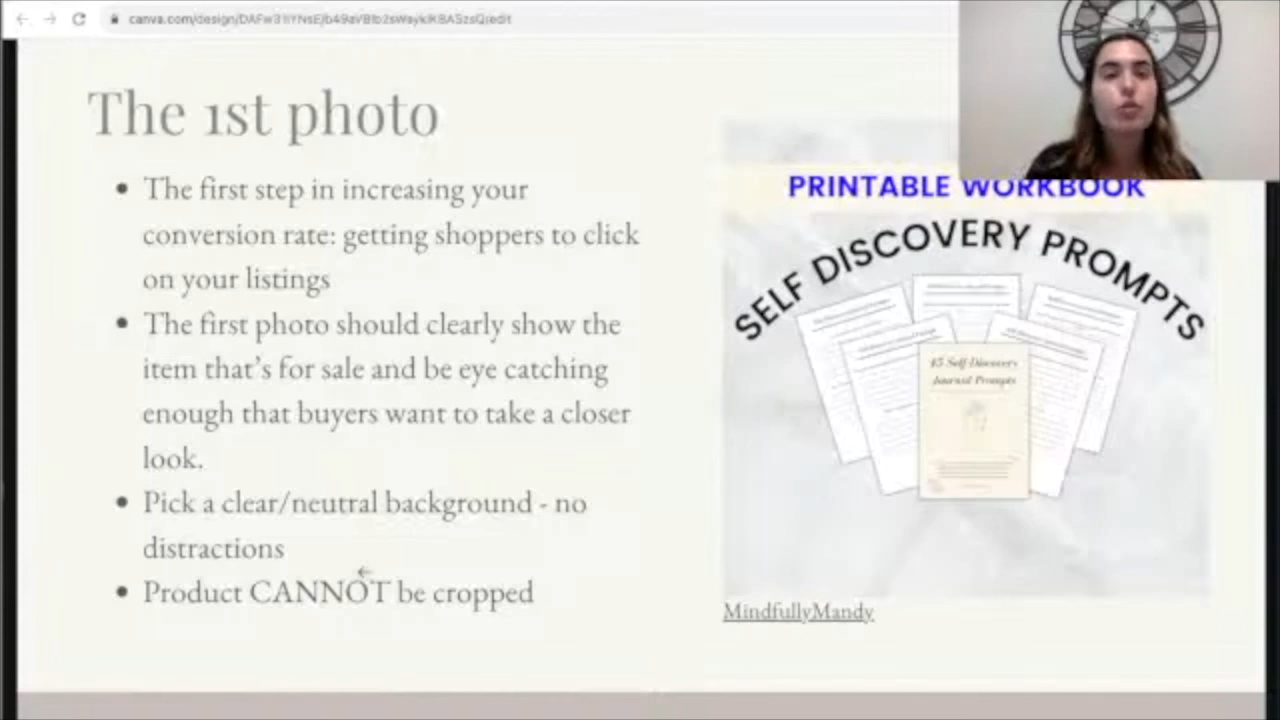 The 1st photo
The first step in increasing your
conversion rate: getting shoppers to click
on your listings
The first photo should clearly show the
item that's for sale and be eye catching
enough that buyers want to take a closer
look.
Pick a clear/neutral background - no
distractions
Product CANNOT be cropped
PRINTABLE WORKBOOK
SELF DISCOVERY PROMPTS
Journal Prompts
MindfullyMandy